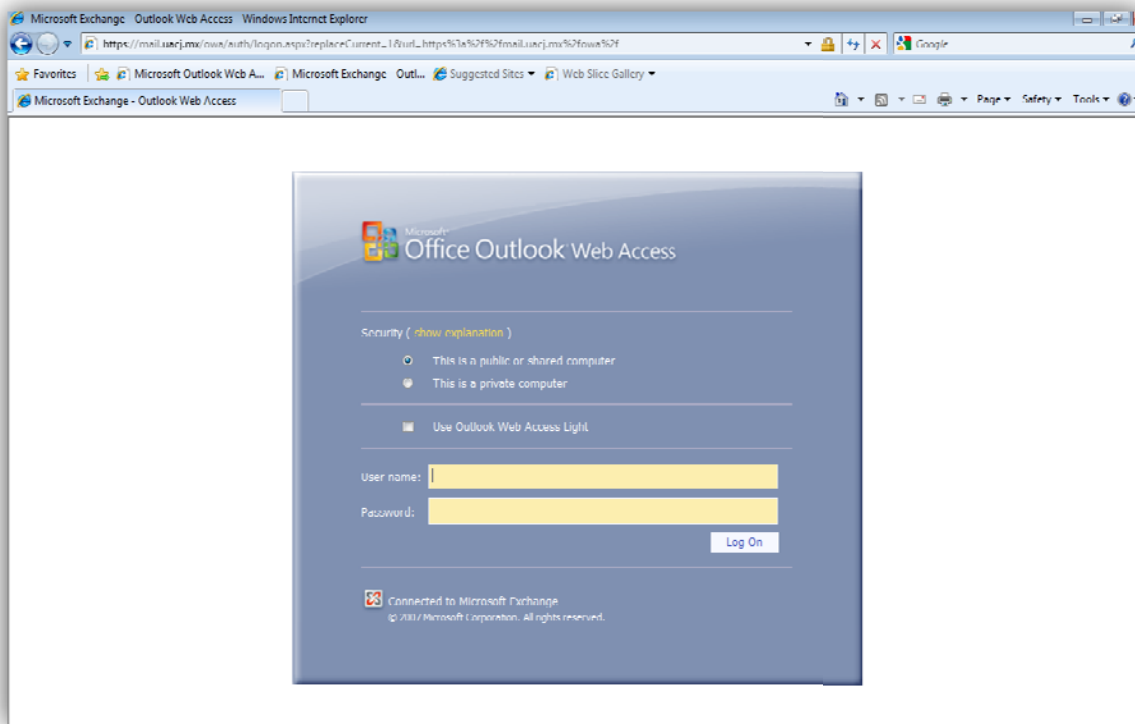 Microsoft Exchange Outlook Web Access Windows Internet Explorer
https://mail.uacj.mx/owa/auth/logon.aspx?replaceCurrent=1&url=https%3a%2f%2fmail.uacj.mx%2fowa%2f
Google
Favorites Microsoft Outlook Web A... Microsoft Exchange Outl... Suggested Sites Web Slice Gallery
Microsoft Exchange - Outlook Web Access Page Safety Tools
Microsoft
Office Outlook Web Access
Security ( show explanation )
This is a public or shared computer
This is a private computer
Use Outlook Web Access Light
User name:
Password:
Log On
Connected to Microsoft Exchange
© 2007 Microsoft Corporation. All rights reserved.